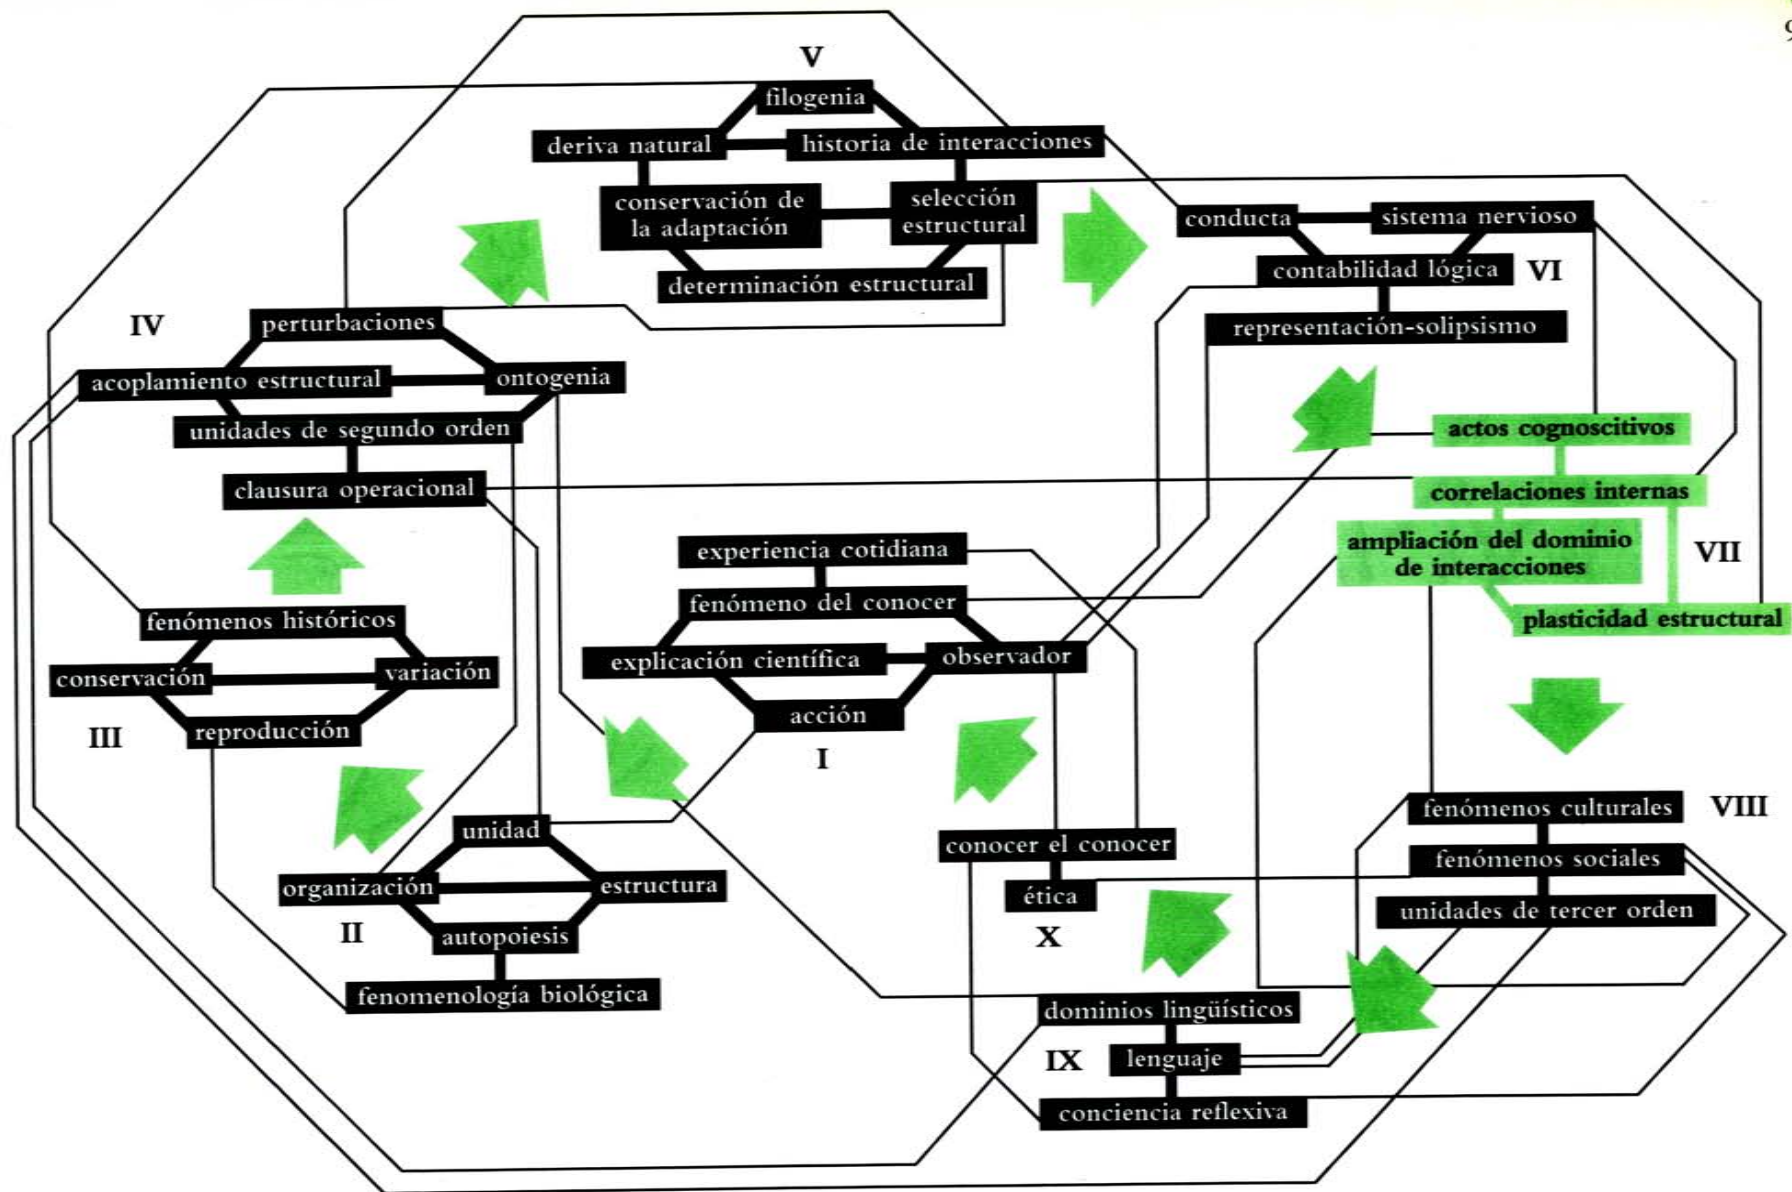 9
V
filogenia
deriva natural
historia de interacciones
conservación de
la adaptación
selección
estructural
determinación estructural
conducta
sistema nervioso
contabilidad lógica
VI
representación-solipsismo
IV
perturbaciones
acoplamiento estructural
ontogenia
unidades de segundo orden
clausura operacional
actos cognoscitivos
correlaciones internas
ampliación del dominio
de interacciones
VII
plasticidad estructural
experiencia cotidiana
fenómeno del conocer
explicación científica
observador
acción
I
fenómenos históricos
conservación
variación
reproducción
III
unidad
organización
estructura
II
autopoiesis
fenomenología biológica
conocer el conocer
ética
X
fenómenos culturales
VIII
fenómenos sociales
unidades de tercer orden
dominios lingüísticos
IX
lenguaje
conciencia reflexiva